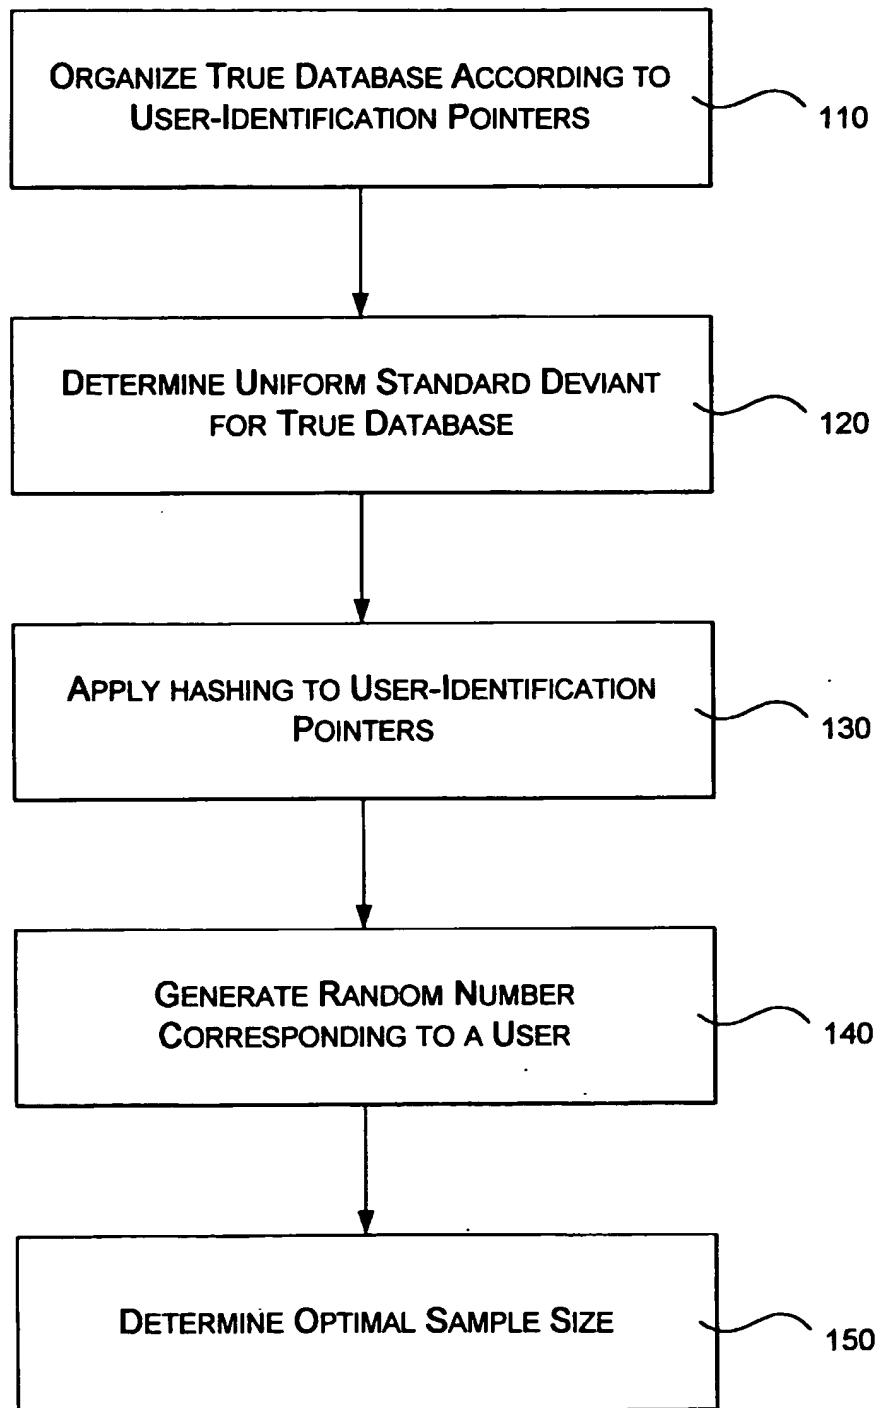 ORGANIZE TRUE DATABASE ACCORDING TO
USER-IDENTIFICATION POINTERS
110
DETERMINE UNIFORM STANDARD DEVIANT
FOR TRUE DATABASE
120
APPLY HASHING TO USER-IDENTIFICATION
POINTERS
130
GENERATE RANDOM NUMBER
CORRESPONDING TO A USER
140
DETERMINE OPTIMAL SAMPLE SIZE
150